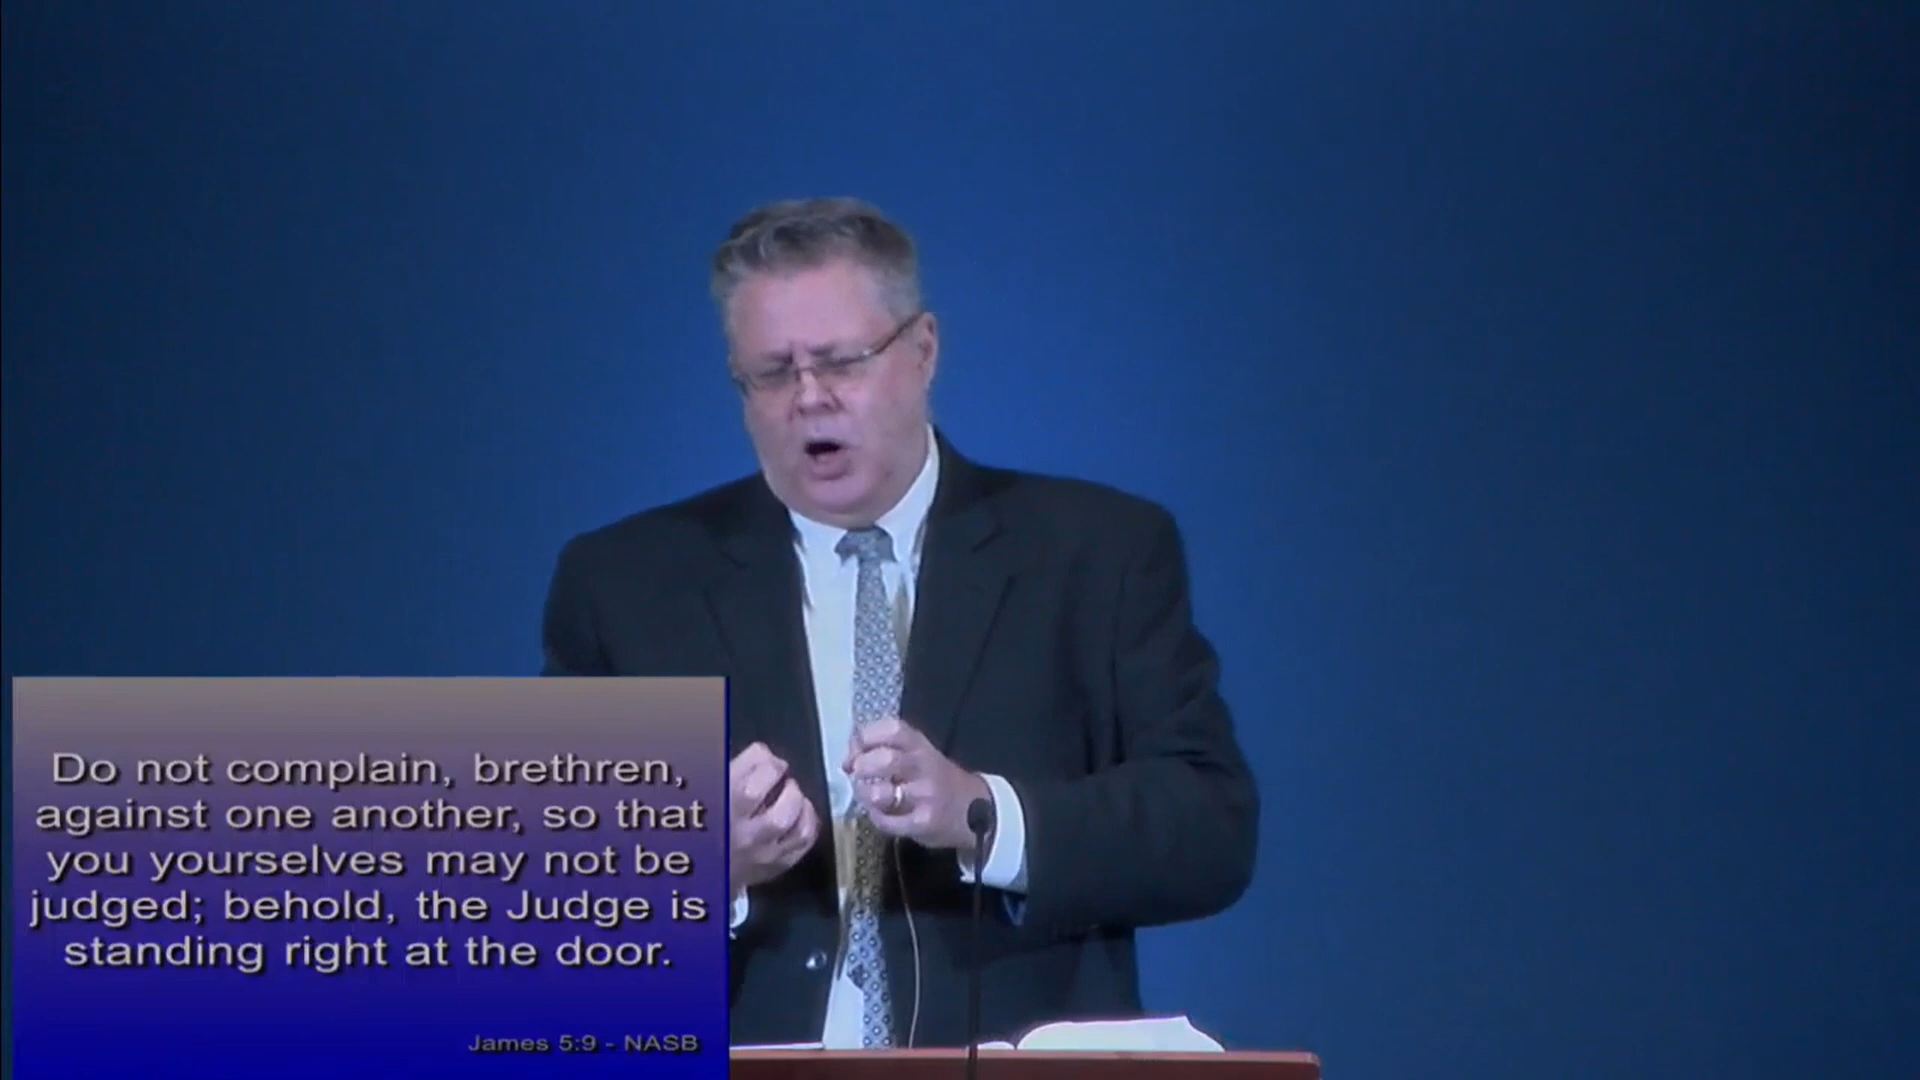 Do not complain, brethren,
against one another, so that
you yourselves may not be
judged; behold, the Judge is
standing right at the door.
James 5:9 - NASB